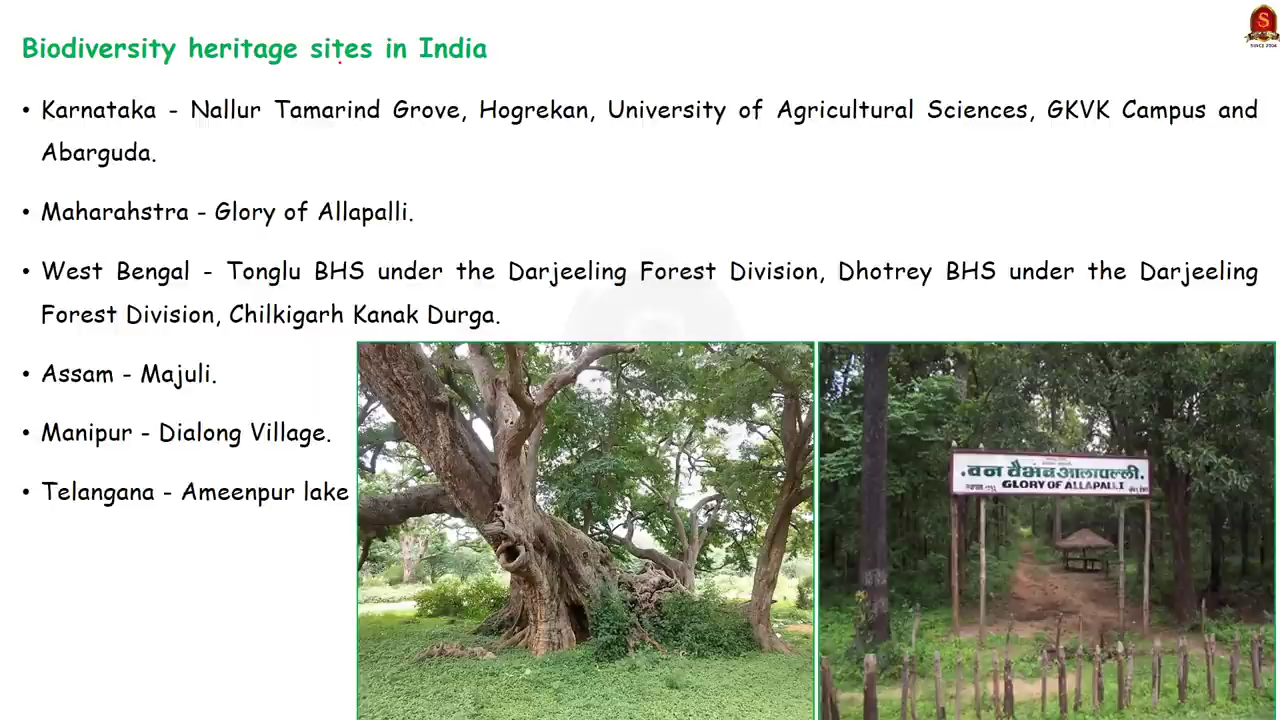 Biodiversity heritage sites in India
• Karnataka - Nallur Tamarind Grove, Hogrekan, University of Agricultural Sciences, GKVK Campus and
Abarguda.
• Maharahstra - Glory of Allapalli.
• West Bengal - Tonglu BHS under the Darjeeling Forest Division, Dhotrey BHS under the Darjeeling
Forest Division, Chilkigarh Kanak Durga.
• Assam - Majuli.
• Manipur - Dialong Village.
• Telangana - Ameenpur lake
वन वैभव आलापल्ली.
GLORY OF ALLAPALLI
S
SINCE 2004